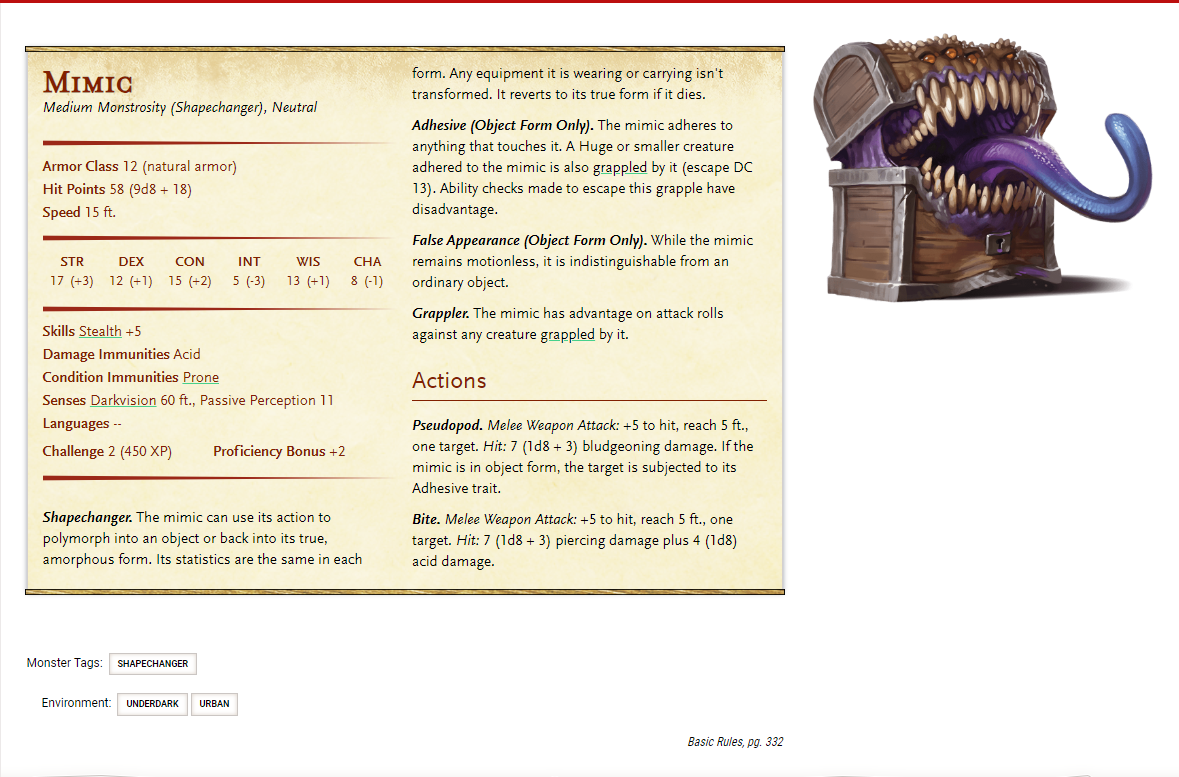 Mimic
Medium Monstrosity (Shapechanger), Neutral
Armor Class 12 (natural armor)
Hit Points 58 (9d8 + 18)
Speed 15 ft.
STR DEX CON INT WIS CHA
17 (+3) 12 (+1) 15 (+2) 5 (-3) 13 (+1) 8 (-1)
Skills Stealth +5
Damage Immunities Acid
Condition Immunities Prone
Senses Darkvision 60 ft., Passive Perception 11
Languages --
Challenge 2 (450 XP) Proficiency Bonus +2
Shapechanger. The mimic can use its action to
polymorph into an object or back into its true,
amorphous form. Its statistics are the same in each
form. Any equipment it is wearing or carrying isn't
transformed. It reverts to its true form if it dies.
Adhesive (Object Form Only). The mimic adheres to
anything that touches it. A Huge or smaller creature
adhered to the mimic is also grappled by it (escape DC
13). Ability checks made to escape this grapple have
disadvantage.
False Appearance (Object Form Only). While the mimic
remains motionless, it is indistinguishable from an
ordinary object.
Grappler. The mimic has advantage on attack rolls
against any creature grappled by it.
Actions
Pseudopod. Melee Weapon Attack: +5 to hit, reach 5 ft.,
one target. Hit: 7 (1d8 + 3) bludgeoning damage. If the
mimic is in object form, the target is subjected to its
Adhesive trait.
Bite. Melee Weapon Attack: +5 to hit, reach 5 ft., one
target. Hit: 7 (1d8 + 3) piercing damage plus 4 (1d8)
acid damage.
Monster Tags: SHAPECHANGER
Environment: UNDERDARK URBAN
Basic Rules, pg. 332